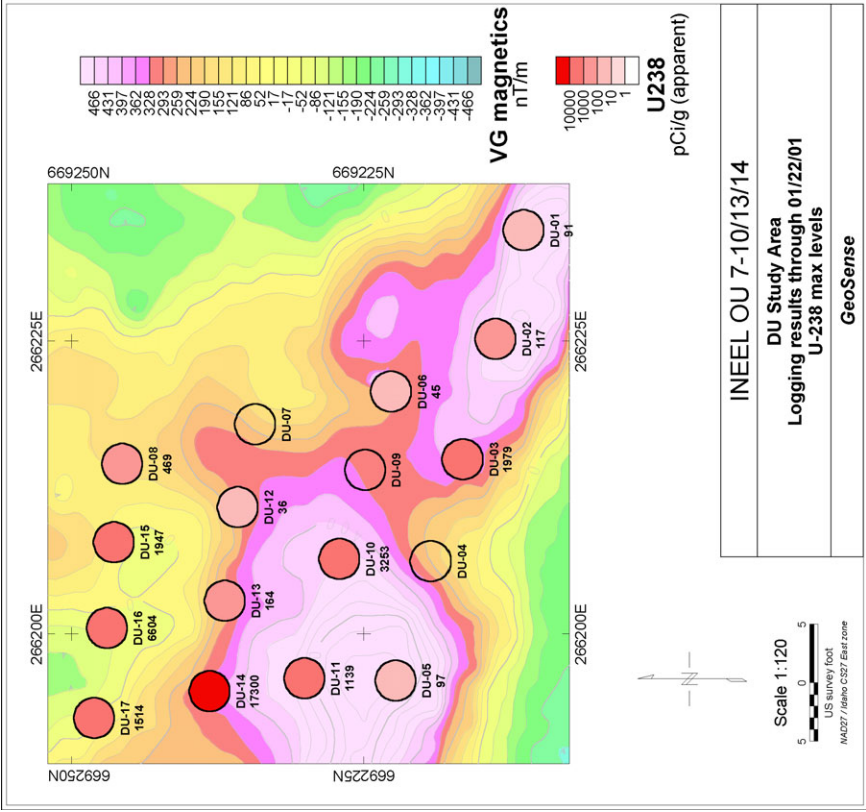 669250N
669225N
266225E
266225E
266200E
266200E
669250N
669225N
DU-01
91
DU-02
117
DU-06
45
DU-07
DU-08
469
DU-09
DU-03
1979
DU-12
36
DU-15
1947
DU-10
3253
DU-04
DU-13
164
DU-16
6604
DU-14
17300
DU-11
1139
DU-05
97
DU-17
1514
466
431
397
362
328
293
259
224
190
155
121
86
52
17
-17
-52
-86
-121
-155
-190
-224
-259
-293
-328
-362
-397
-431
-466
VG magnetics
nT/m
10000
1000
100
10
1
U238
pCi/g (apparent)
N
Scale 1:120
5 0 5
US survey foot
NAD27 / Idaho CS27 East zone
INEEL OU 7-10/13/14
DU Study Area
Logging results through 01/22/01
U-238 max levels
GeoSense